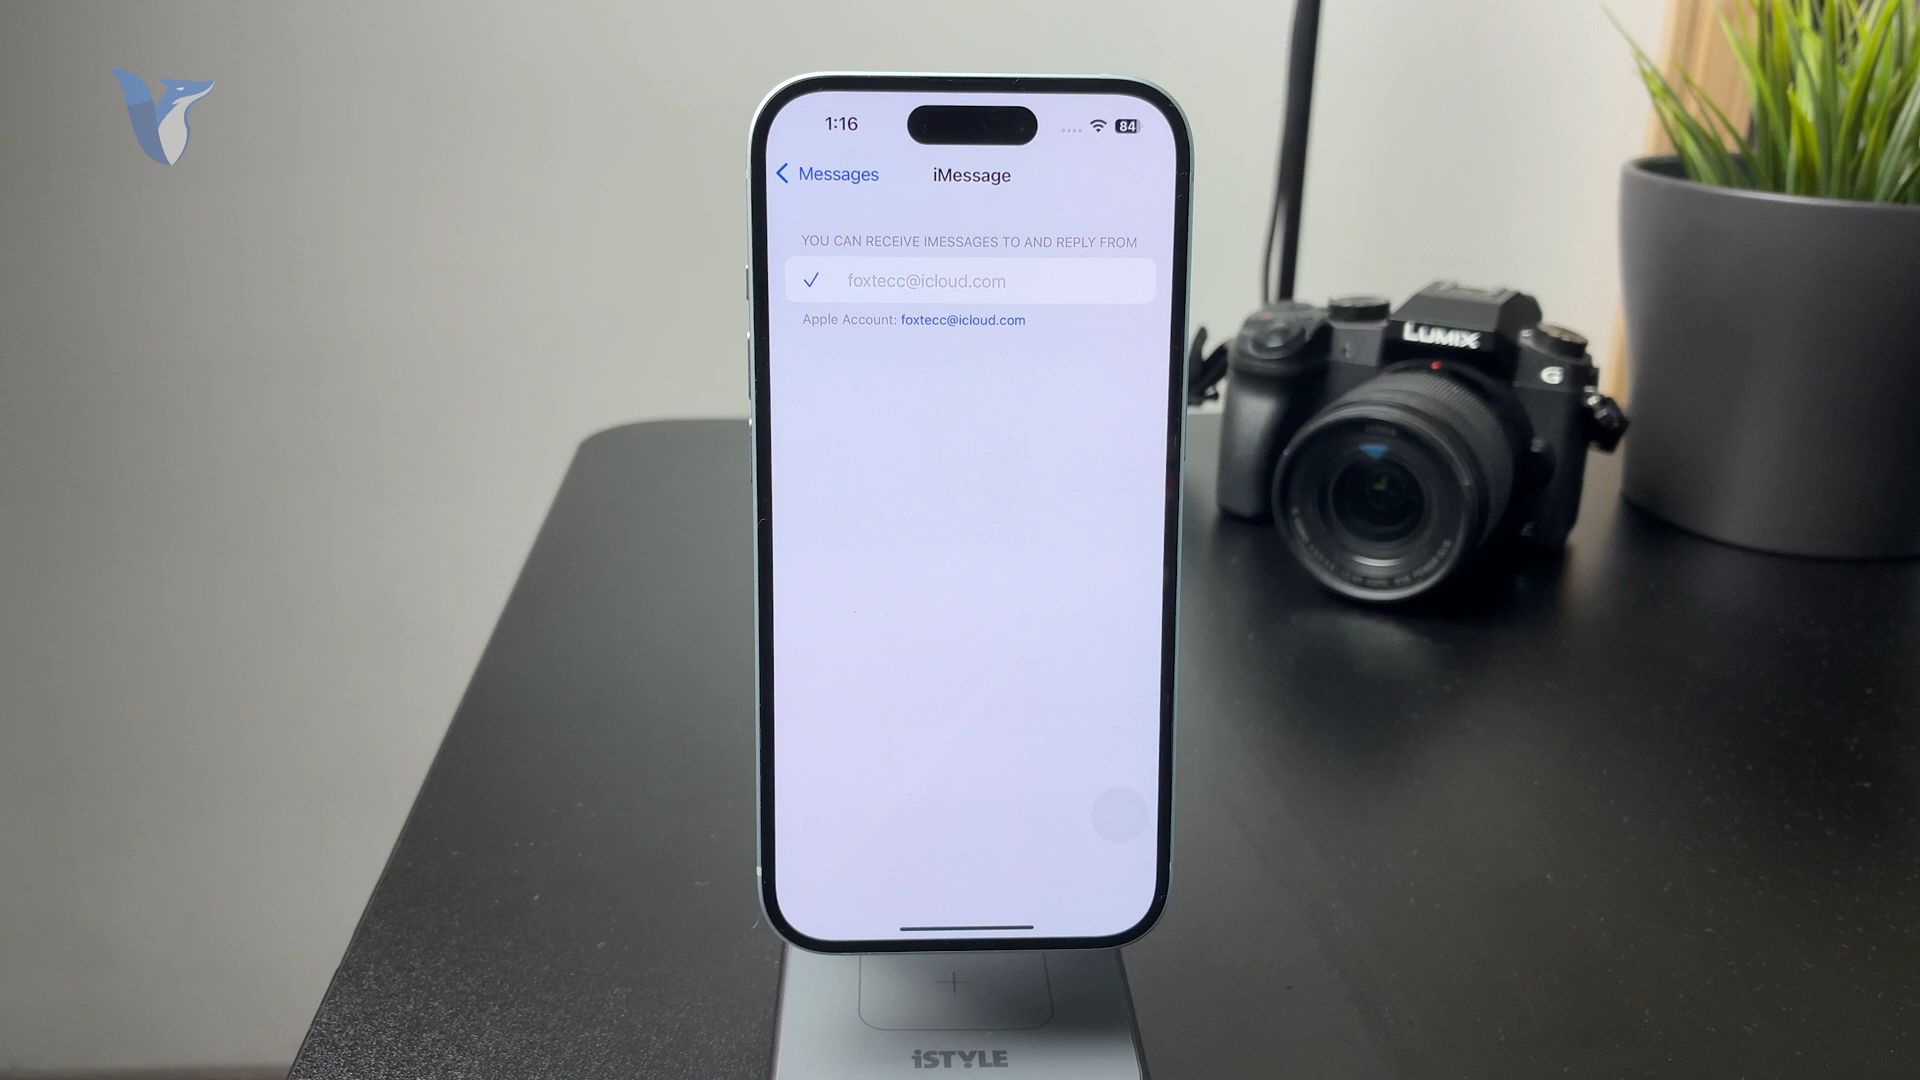 1:16
84
Messages
iMessage
YOU CAN RECEIVE IMESSAGES TO AND REPLY FROM
foxtecc@icloud.com
Apple Account: foxtecc@icloud.com
LUMIX
G
LUMIX
iSTYLE